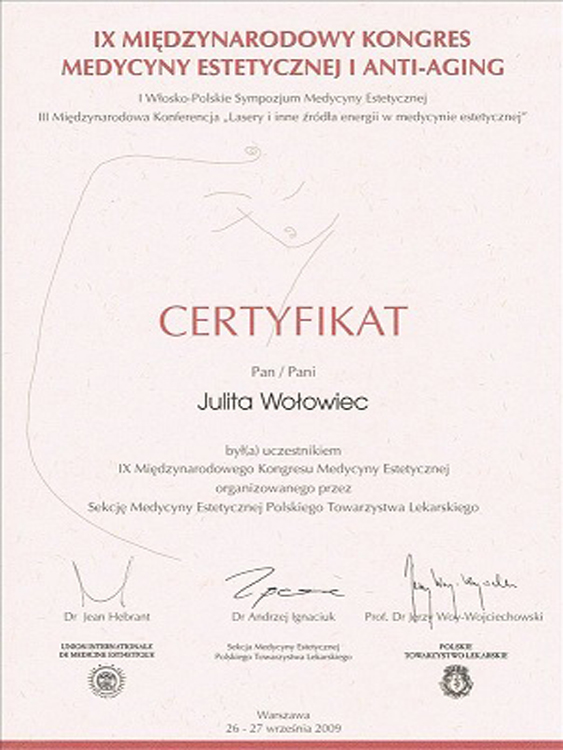 IX MIĘDZYNARODOWY KONGRES
MEDYCYNY ESTETYCZNEJ I ANTI-AGING
I Włosko-Polskie Sympozjum Medycyny Estetycznej
III Międzynarodowa Konferencja „Lasery i inne źródła energii w medycynie estetycznej”
CERTYFIKAT
Pan / Pani
Julita Wołowiec
był(a) uczestnikiem
IX Międzynarodowego Kongresu Medycyny Estetycznej
organizowanego przez
Sekcję Medycyny Estetycznej Polskiego Towarzystwa Lekarskiego
Dr Jean Hebrant
Dr Andrzej Ignaciuk
Prof. Dr Jerzy Woy-Wojciechowski
UNION INTERNATIONALE
DE MEDECINE ESTHETIQUE
Sekcja Medycyny Estetycznej
Polskiego Towarzystwa Lekarskiego
POLSKIE
TOWARZYSTWO LEKARSKIE
Warszawa
26 - 27 września 2009